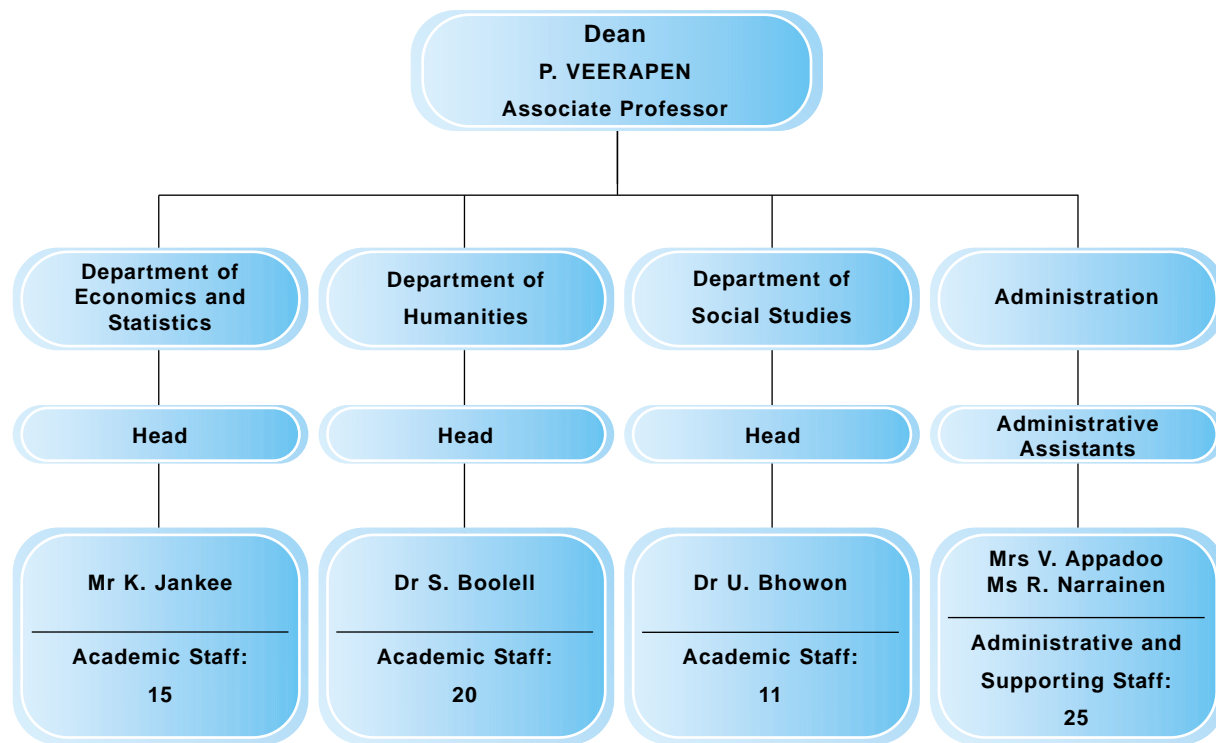 Dean
P. VEERAPEN
Associate Professor
Department of
Economics and
Statistics
Department of
Humanities
Department of
Social Studies
Administration
Head
Head
Head
Administrative
Assistants
Mr K. Jankee
Academic Staff:
15
Dr S. Boolell
Academic Staff:
20
Dr U. Bhowon
Academic Staff:
11
Mrs V. Appadoo
Ms R. Narrainen
Administrative and
Supporting Staff:
25